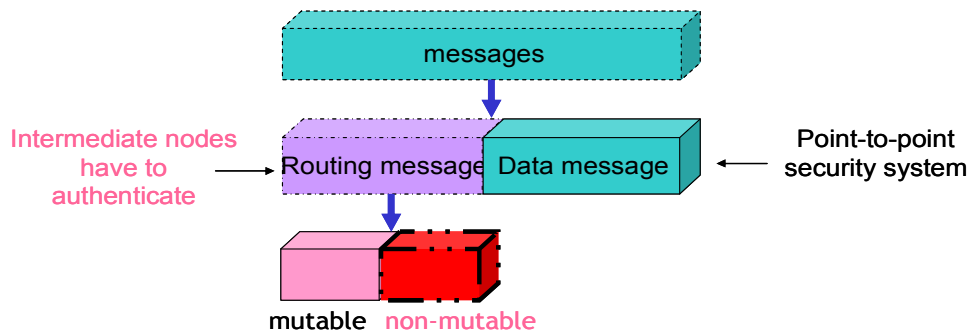 messages
Intermediate nodes
have to
authenticate
Routing message
Data message
Point-to-point
security system
mutable
non-mutable